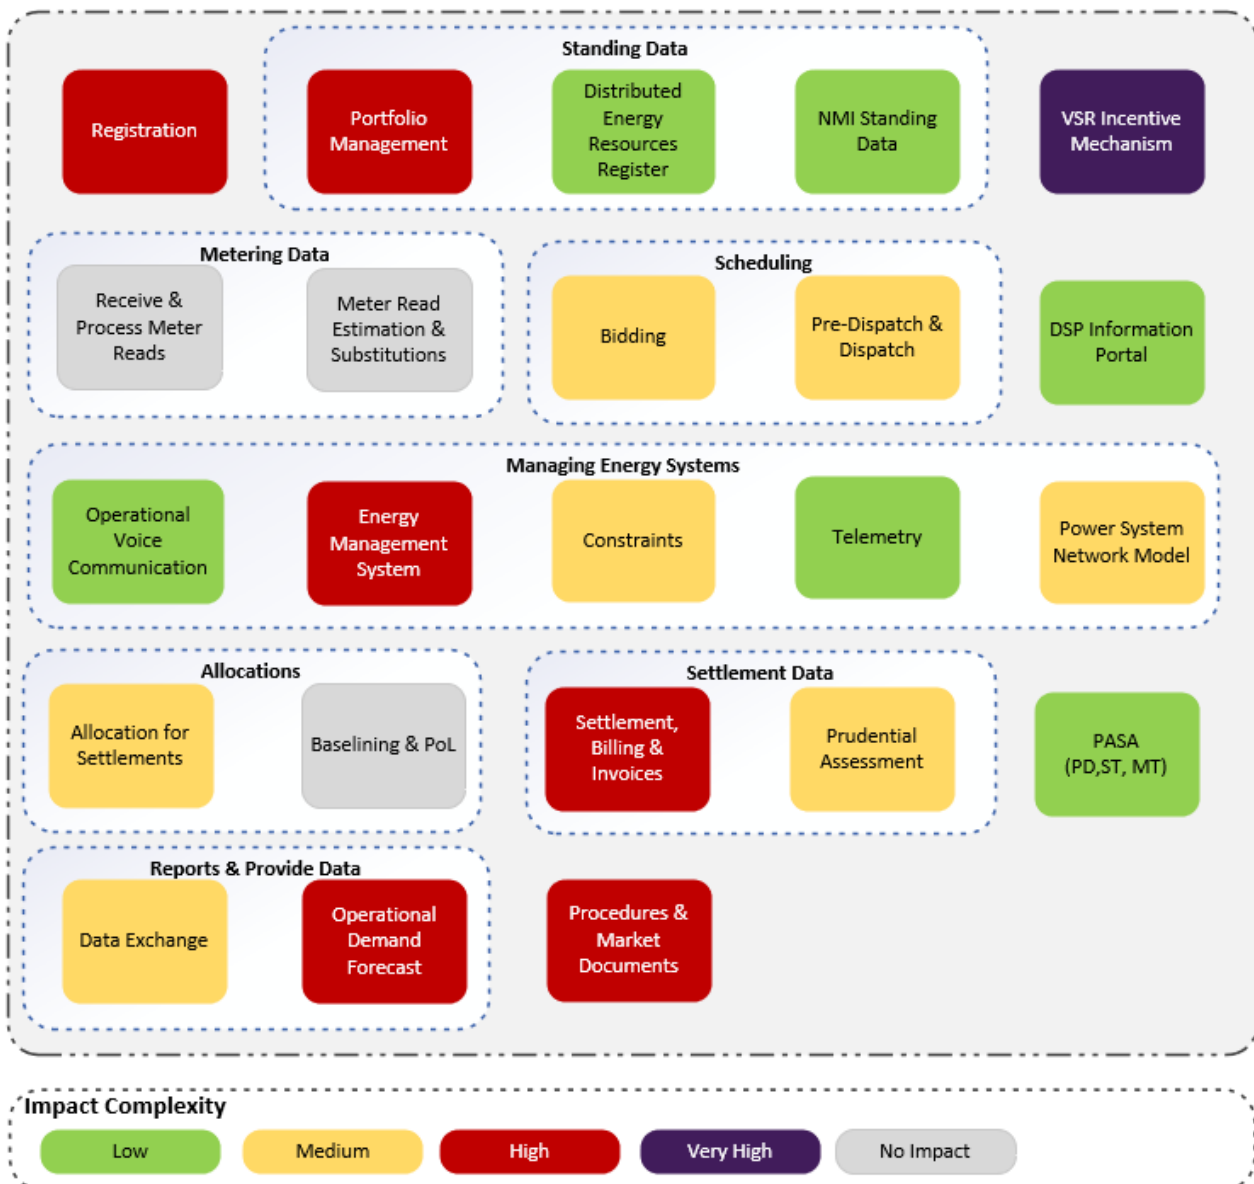 Standing Data
Registration
Portfolio
Management
Distributed
Energy
Resources
Register
NMI Standing
Data
VSR Incentive
Mechanism
Metering Data
Receive &
Process Meter
Reads
Meter Read
Estimation &
Substitutions
Scheduling
Bidding
Pre-Dispatch &
Dispatch
DSP Information
Portal
Managing Energy Systems
Operational
Voice
Communication
Energy
Management
System
Constraints
Telemetry
Power System
Network Model
Allocations
Allocation for
Settlements
Baselining & PoL
Settlement Data
Settlement,
Billing &
Invoices
Prudential
Assessment
PASA
(PD,ST, MT)
Reports & Provide Data
Data Exchange
Operational
Demand
Forecast
Procedures &
Market
Documents
Impact Complexity
Low
Medium
High
Very High
No Impact